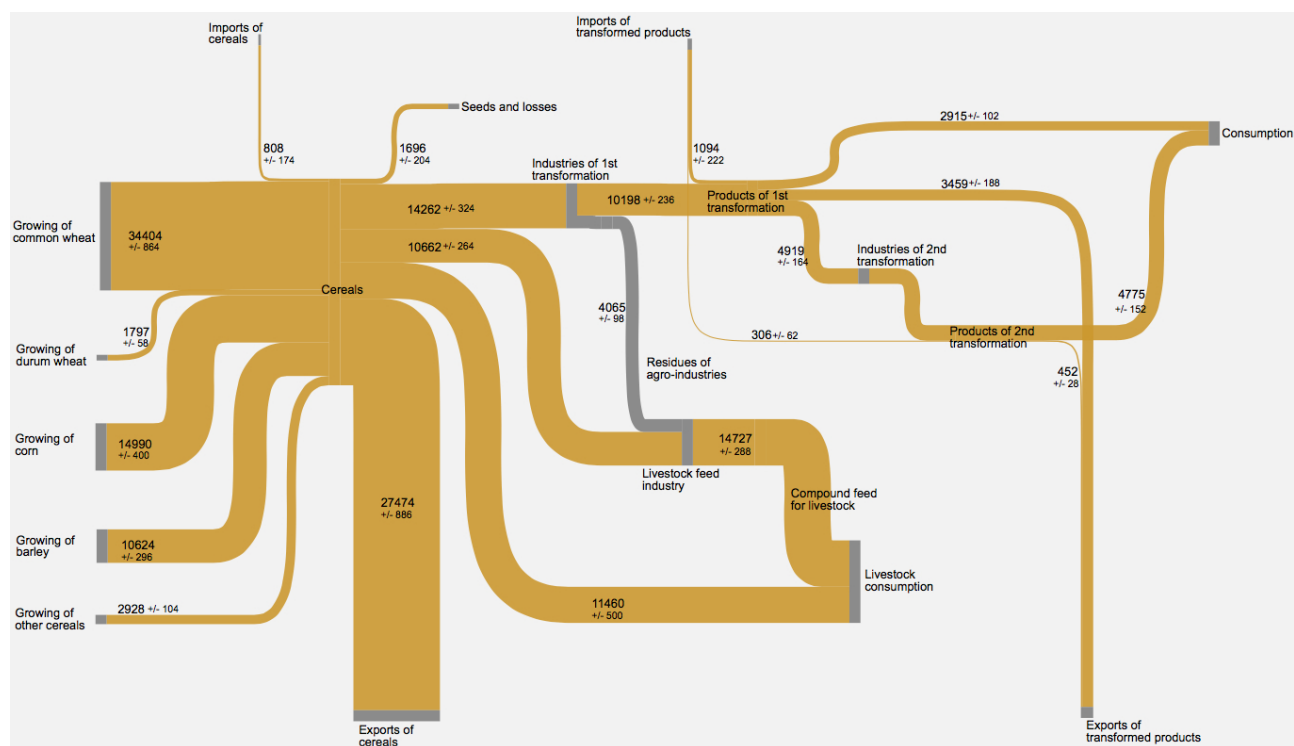 Imports of
cereals
Imports of
transformed products
Seeds and losses
2915 +/- 102
Consumption
808
+/- 174
1696
+/- 204
Industries of 1st
transformation
1094
+/- 222
3459 +/- 188
Growing of
common wheat
34404
+/- 864
14262 +/- 324
10198 +/- 236
Products of 1st
transformation
10662 +/- 264
4919
+/- 164
Industries of 2nd
transformation
Cereals
4065
+/- 98
4775
+/- 152
1797
+/- 58
306 +/- 62
Products of 2nd
transformation
Growing of
durum wheat
Residues of
agro-industries
452
+/- 28
Growing of
corn
14990
+/- 400
14727
+/- 288
Livestock feed
industry
27474
+/- 886
Compound feed
for livestock
Growing of
barley
10624
+/- 296
Livestock
consumption
Growing of
other cereals
2928 +/- 104
11460
+/- 500
Exports of
cereals
Exports of
transformed products